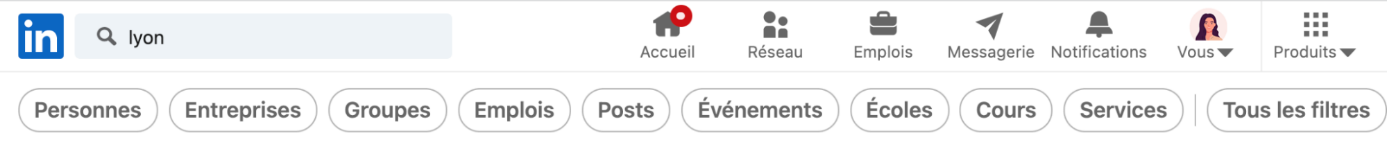 in lyon
Accueil Réseau Emplois Messagerie Notifications Vous Produits
Personnes Entreprises Groupes Emplois Posts Événements Écoles Cours Services Tous les filtres